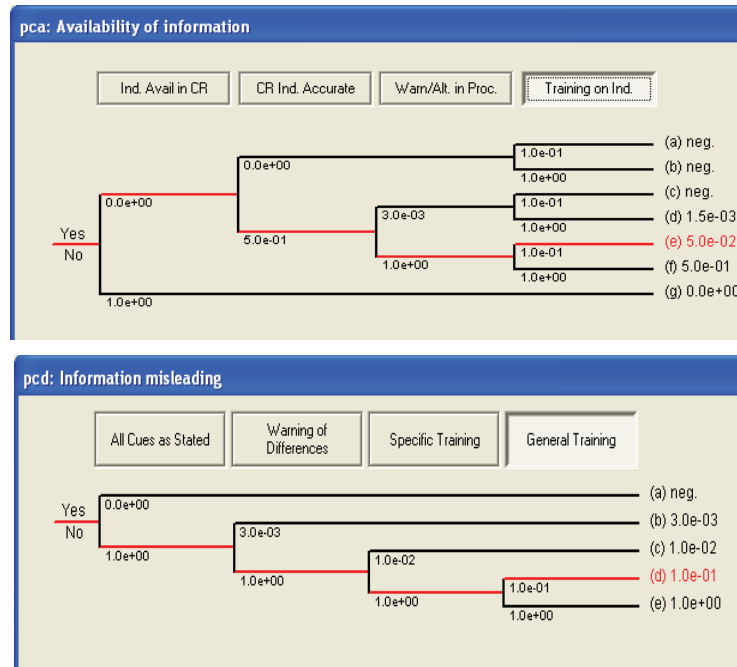 pca: Availability of information
Ind. Avail in CR CR Ind. Accurate Warn/Alt. in Proc. Training on Ind.
(a) neg.
1.0e-01
0.0e+00 (b) neg.
1.0e+00
(c) neg.
0.0e+00 1.0e-01
3.0e-03 (d) 1.5e-03
Yes 5.0e-01 1.0e+00
No (e) 5.0e-02
1.0e-01
1.0e+00 (f) 5.0e-01
1.0e+00
(g) 0.0e+00
1.0e+00
pcd: Information misleading
All Cues as Stated Warning of Differences Specific Training General Training
(a) neg.
Yes 0.0e+00
No (b) 3.0e-03
3.0e-03
1.0e+00 (c) 1.0e-02
1.0e-02
1.0e+00 (d) 1.0e-01
1.0e-01
1.0e+00 (e) 1.0e+00
1.0e+00